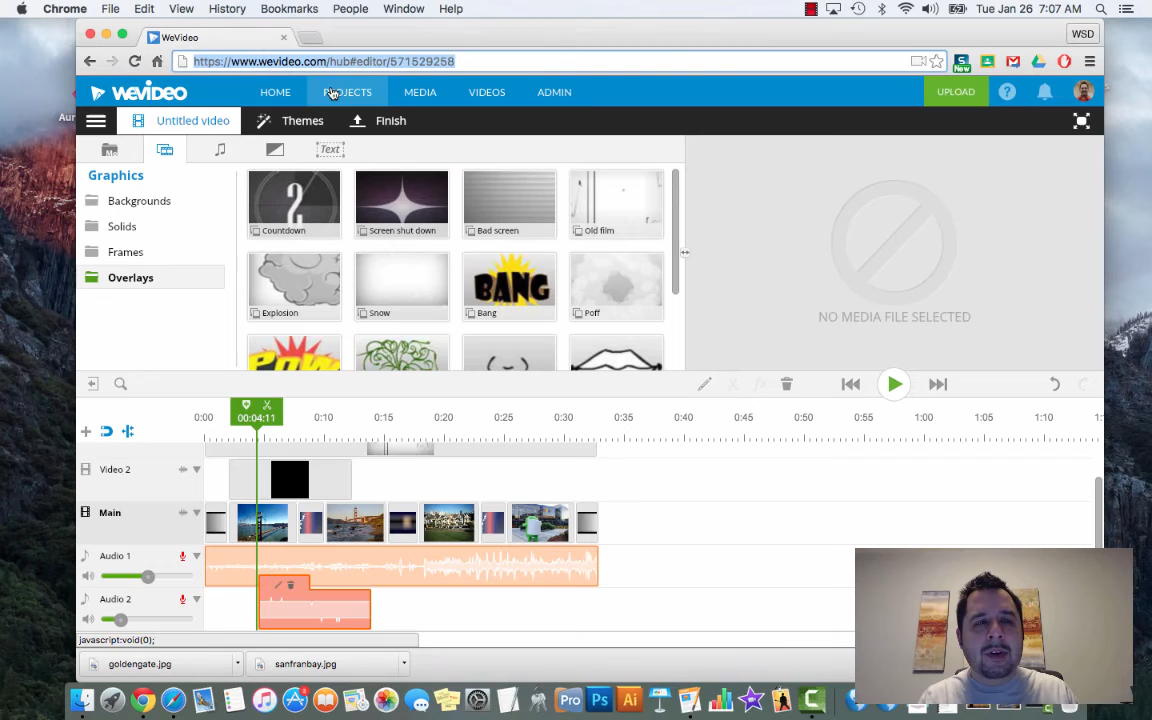 Chrome File Edit View History Bookmarks People Window Help Tue Jan 26 7:07 AM
WeVideo WSD
https://www.wevideo.com/hub#editor/571529258
New
WEVIDEO HOME PROJECTS MEDIA VIDEOS ADMIN UPLOAD ?
Untitled video Themes Finish
Text
Graphics
Backgrounds
Solids
Frames
Overlays
2
Countdown Screen shut down Bad screen Old film
BANG
Explosion Snow Bang Poff
POW
NO MEDIA FILE SELECTED
00:04:11
0:00 0:10 0:15 0:20 0:25 0:30 0:35 0:40 0:45 0:50 0:55 1:00 1:05 1:10
Video 2
Main
Audio 1
Audio 2
javascript:void(0);
goldengate.jpg sanfranbay.jpg
Pro Ps Ai